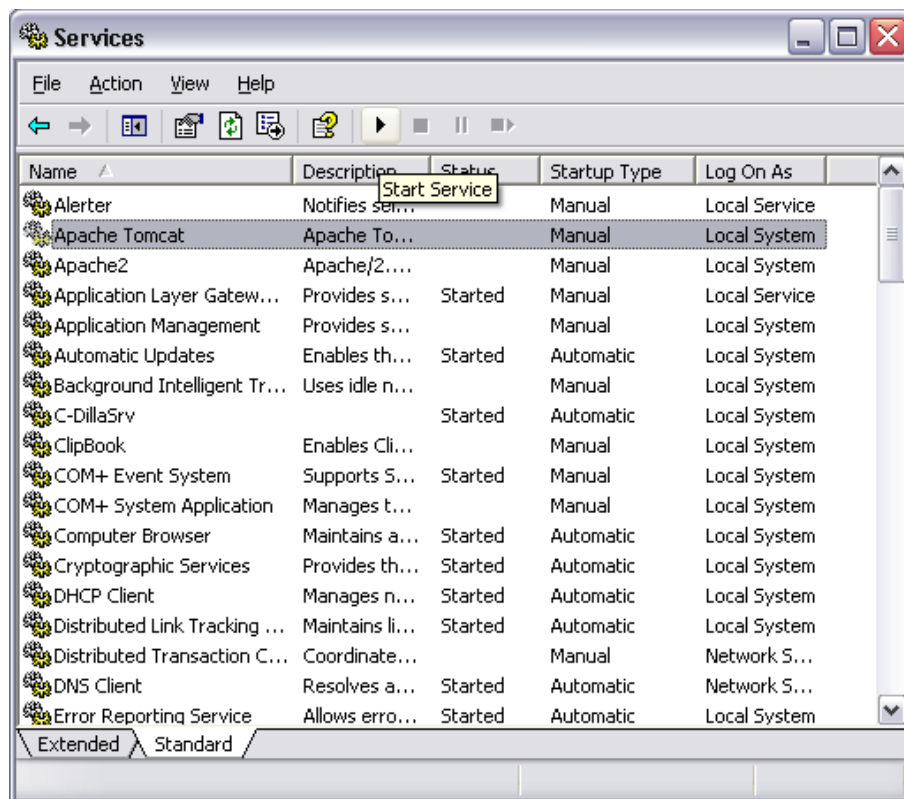 Services
File Action View Help
Name Description Status Startup Type Log On As
Start Service
Alerter Notifies sel... Manual Local Service
Apache Tomcat Apache To... Manual Local System
Apache2 Apache/2.... Manual Local System
Application Layer Gatew... Provides s... Started Manual Local Service
Application Management Provides s... Manual Local System
Automatic Updates Enables th... Started Automatic Local System
Background Intelligent Tr... Uses idle n... Manual Local System
C-DillaSrv Started Automatic Local System
ClipBook Enables Cli... Manual Local System
COM+ Event System Supports S... Started Manual Local System
COM+ System Application Manages t... Manual Local System
Computer Browser Maintains a... Started Automatic Local System
Cryptographic Services Provides th... Started Automatic Local System
DHCP Client Manages n... Started Automatic Local System
Distributed Link Tracking ... Maintains li... Started Automatic Local System
Distributed Transaction C... Coordinate... Manual Network S...
DNS Client Resolves a... Started Automatic Network S...
Error Reporting Service Allows erro... Started Automatic Local System
Extended Standard